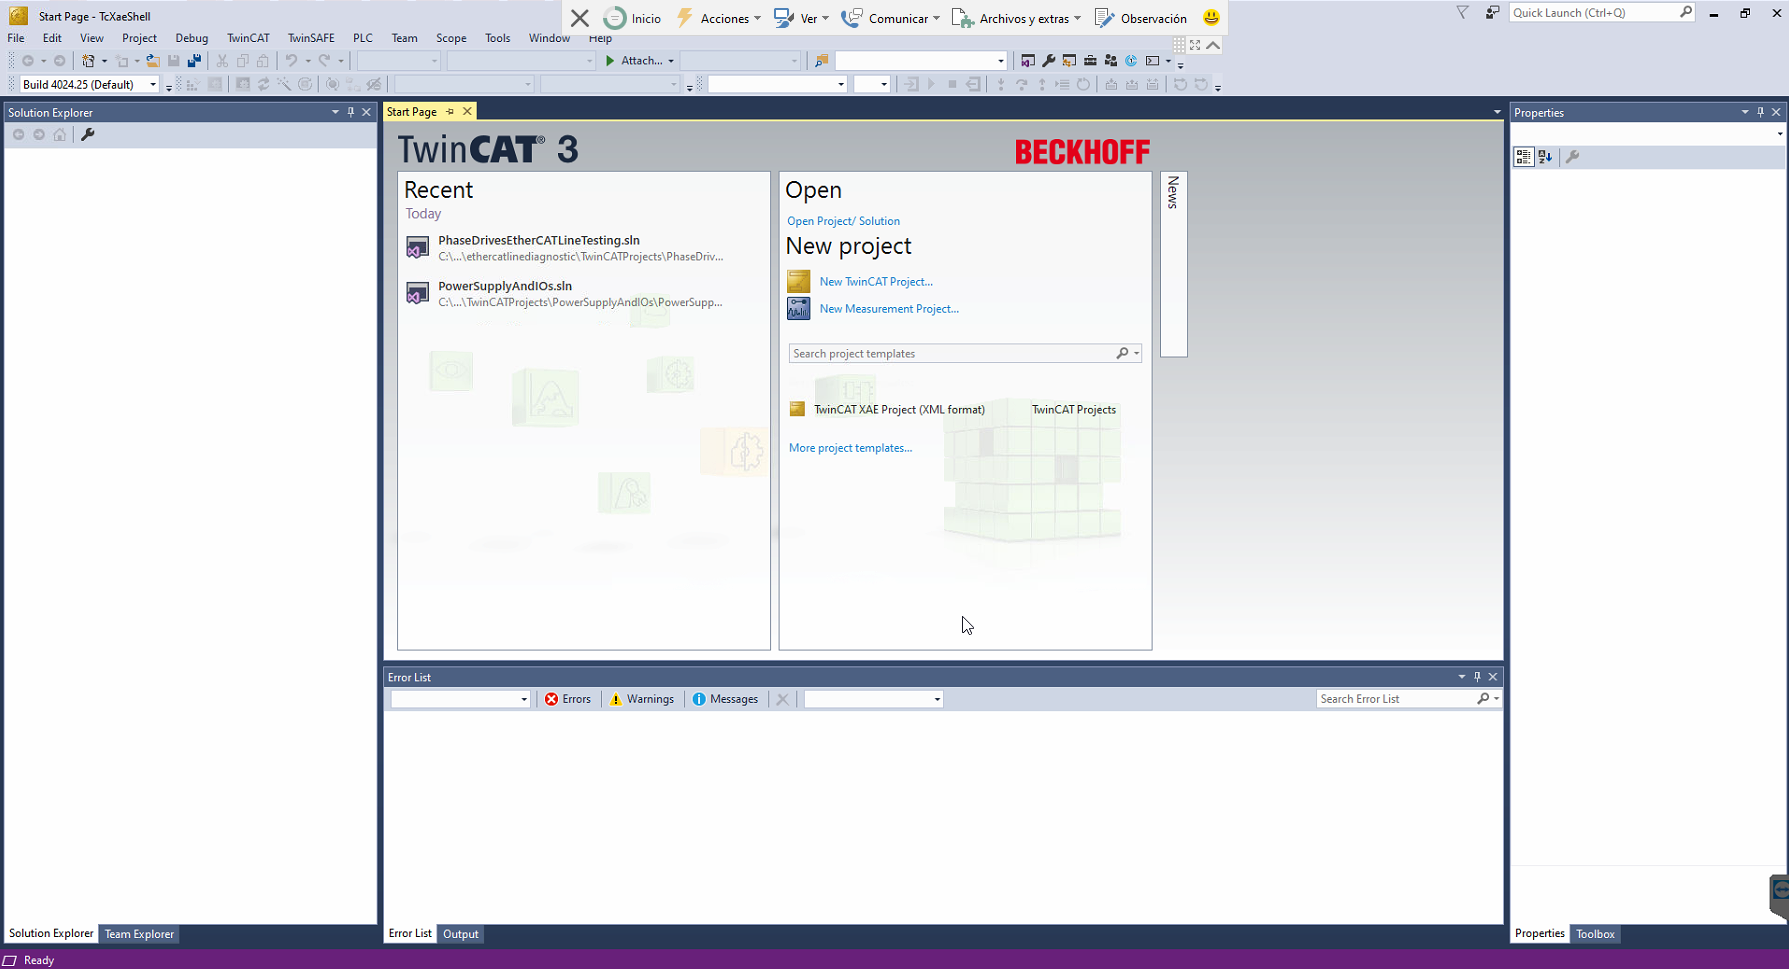 Start Page - TcXaeShell
Inicio
Acciones
Ver
Comunicar
Archivos y extras
Observación
Quick Launch (Ctrl+Q)
File Edit View Project Debug TwinCAT TwinSAFE PLC Team Scope Tools Window Help
Attach...
Build 4024.25 (Default)
Solution Explorer
Start Page
Properties
TwinCAT® 3
BECKHOFF
Recent
Today
PhaseDrivesEtherCATLineTesting.sln
C:\...\ethercatlinediagnostic\TwinCATProjects\PhaseDriv...
PowerSupplyAndIOs.sln
C:\...\TwinCATProjects\PowerSupplyAndIOs\PowerSupp...
Open
Open Project/ Solution
New project
New TwinCAT Project...
New Measurement Project...
Search project templates
TwinCAT XAE Project (XML format) TwinCAT Projects
More project templates...
News
Error List
Errors
Warnings
Messages
Search Error List
Solution Explorer Team Explorer
Error List Output
Properties Toolbox
Ready